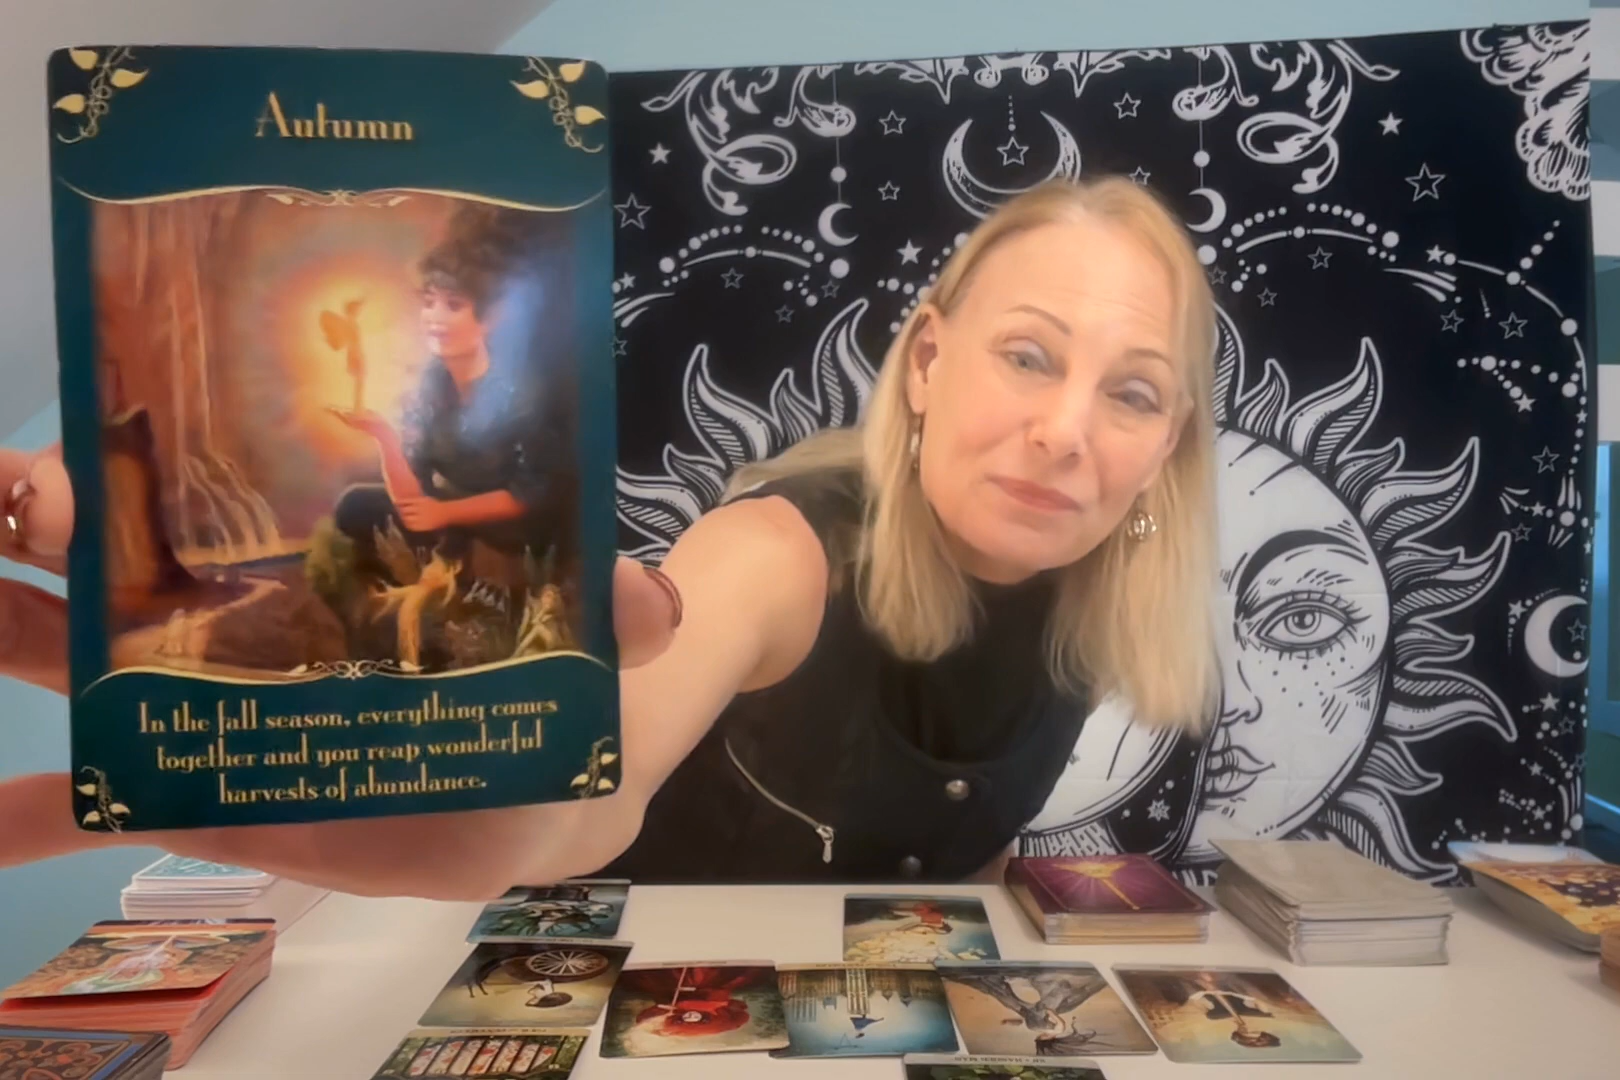 Autumn
In the fall season, everything comes
together and you reap wonderful
harvests of abundance.